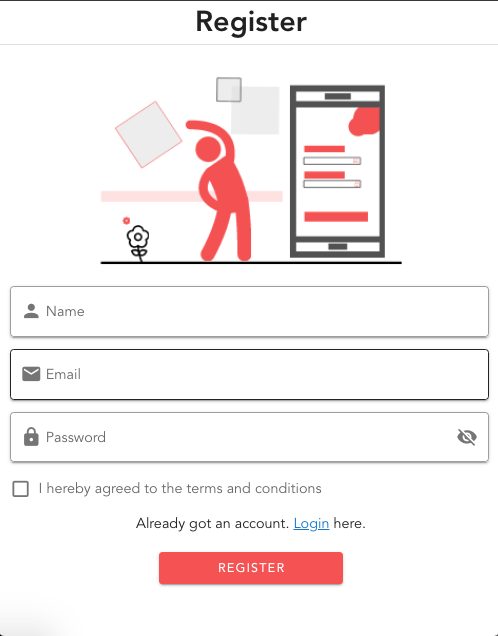 Register
Name
Email
Password
I hereby agreed to the terms and conditions
Already got an account. Login here.
REGISTER